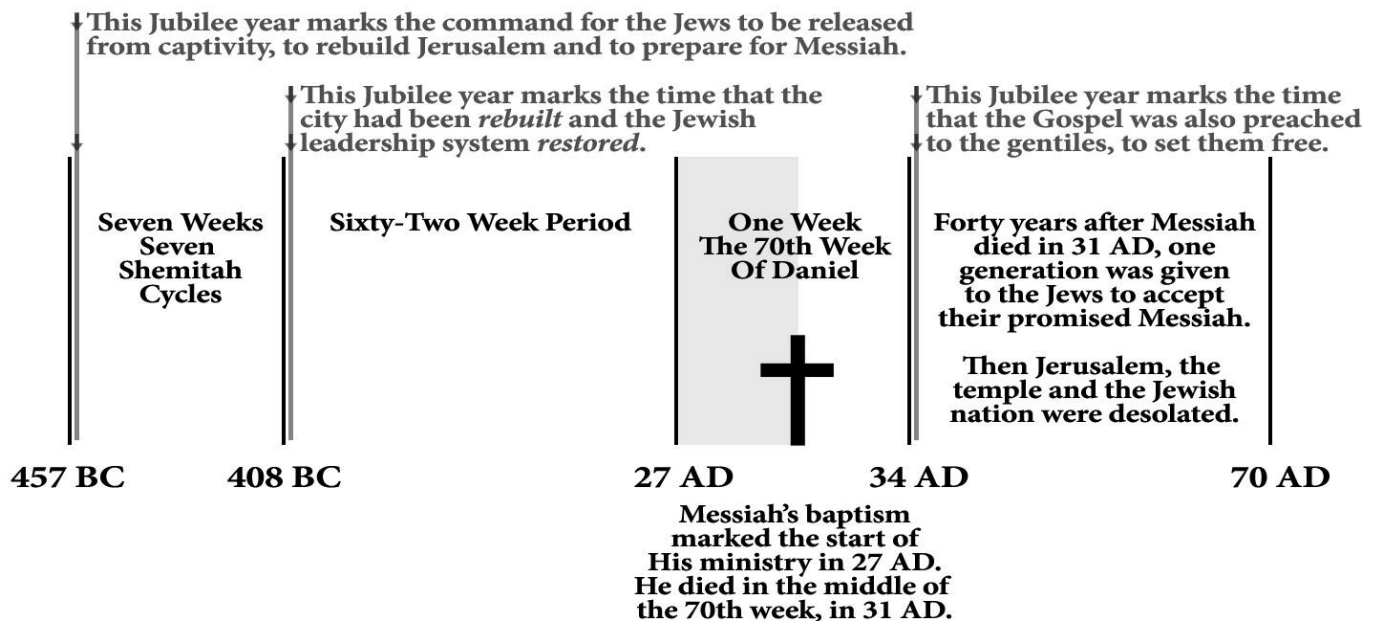 This Jubilee year marks the command for the Jews to be released
from captivity, to rebuild Jerusalem and to prepare for Messiah.
This Jubilee year marks the time that the
city had been rebuilt and the Jewish
leadership system restored.
This Jubilee year marks the time
that the Gospel was also preached
to the gentiles, to set them free.
Seven Weeks
Seven
Shemitah
Cycles
Sixty-Two Week Period
One Week
The 70th Week
Of Daniel
Forty years after Messiah
died in 31 AD, one
generation was given
to the Jews to accept
their promised Messiah.
Then Jerusalem, the
temple and the Jewish
nation were desolated.
457 BC
408 BC
27 AD
34 AD
70 AD
Messiah's baptism
marked the start of
His ministry in 27 AD.
He died in the middle of
the 70th week, in 31 AD.